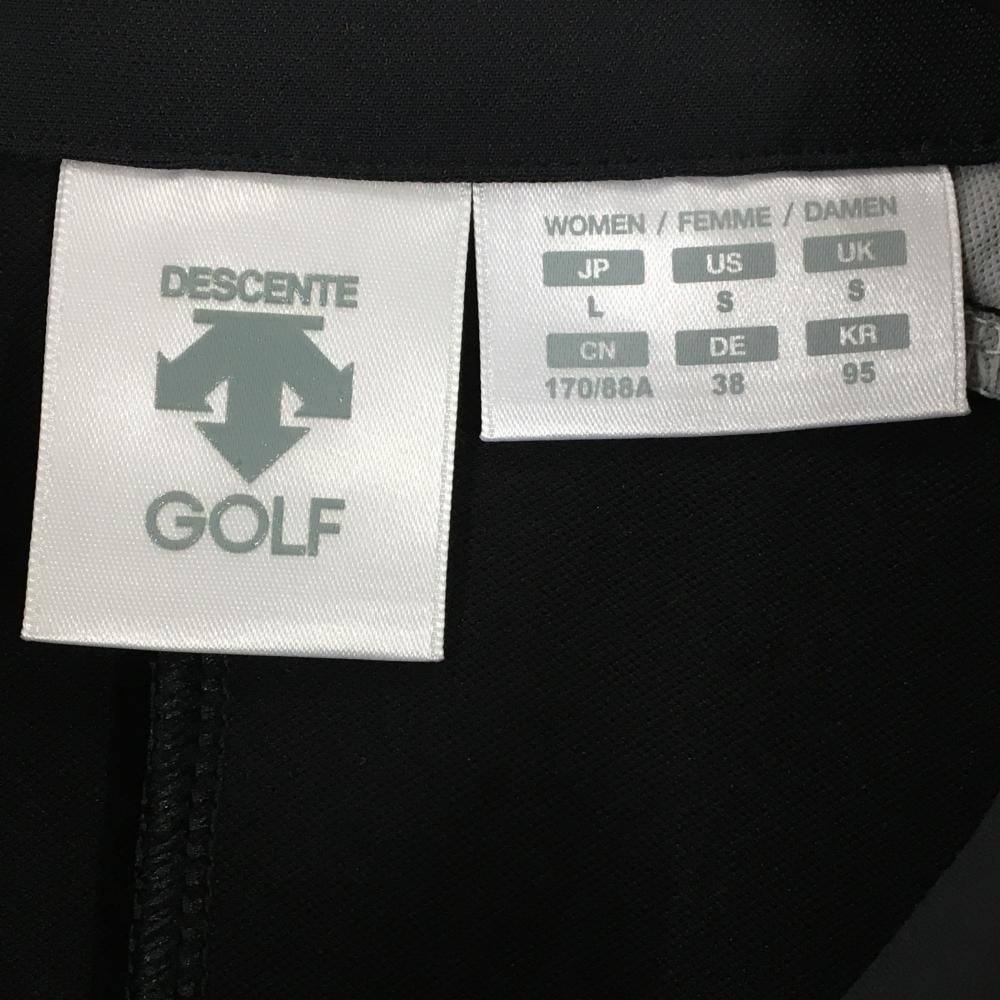 DESCENTE
GOLF
WOMEN / FEMME / DAMEN
JP US UK
L S S
CN DE KR
170/88A 38 95